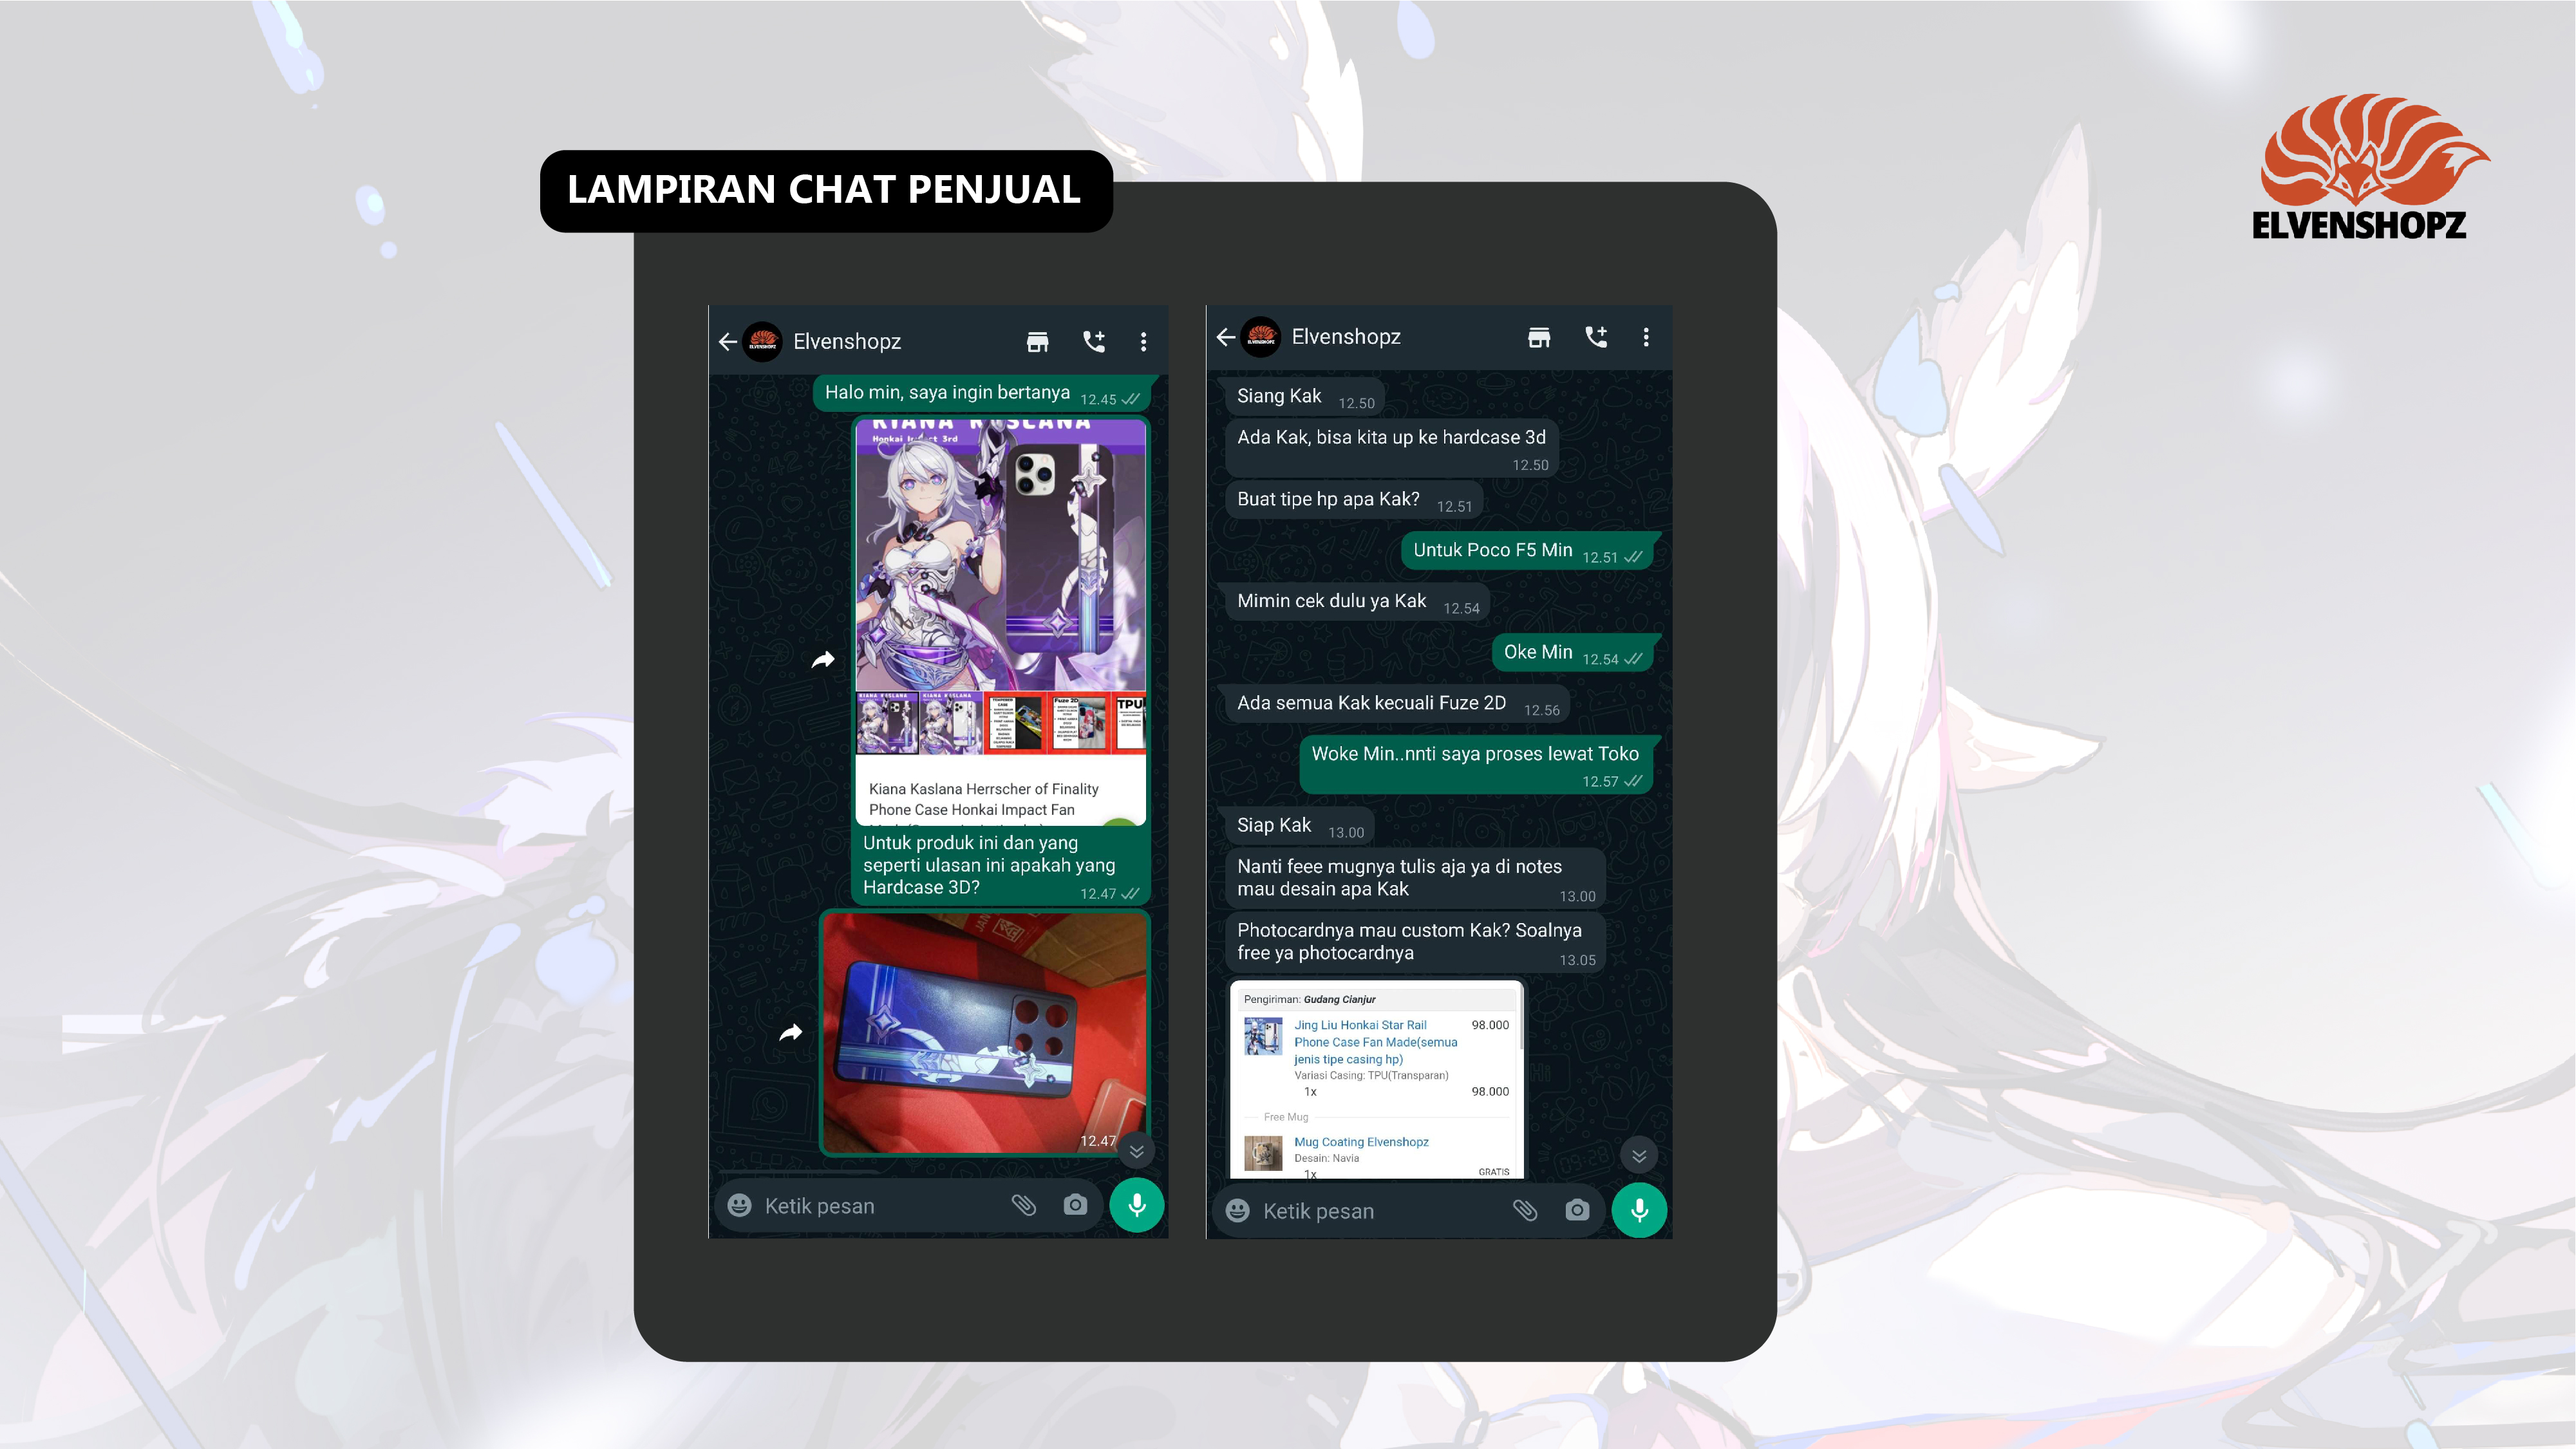 LAMPIRAN CHAT PENJUAL
ELVENSHOPZ
Elvenshopz
Halo min, saya ingin bertanya 12.45
KIANA KASLANA
Honkai Impact 3rd
KIANA KASLANA
KIANA KASLANA
Fuze 2D
TPU
Kiana Kaslana Herrscher of Finality
Phone Case Honkai Impact Fan
Untuk produk ini dan yang
seperti ulasan ini apakah yang
Hardcase 3D? 12.47
12.47
Ketik pesan
Elvenshopz
Siang Kak 12.50
Ada Kak, bisa kita up ke hardcase 3d
12.50
Buat tipe hp apa Kak? 12.51
Untuk Poco F5 Min 12.51
Mimin cek dulu ya Kak 12.54
Oke Min 12.54
Ada semua Kak kecuali Fuze 2D 12.56
Woke Min..nnti saya proses lewat Toko
12.57
Siap Kak 13.00
Nanti feee mugnya tulis aja ya di notes
mau desain apa Kak 13.00
Photocardnya mau custom Kak? Soalnya
free ya photocardnya 13.05
Pengiriman: Gudang Cianjur
Jing Liu Honkai Star Rail 98.000
Phone Case Fan Made(semua
jenis tipe casing hp)
Variasi Casing: TPU(Transparan)
1x 98.000
Free Mug
Mug Coating Elvenshopz
Desain: Navia
1x GRATIS
Ketik pesan